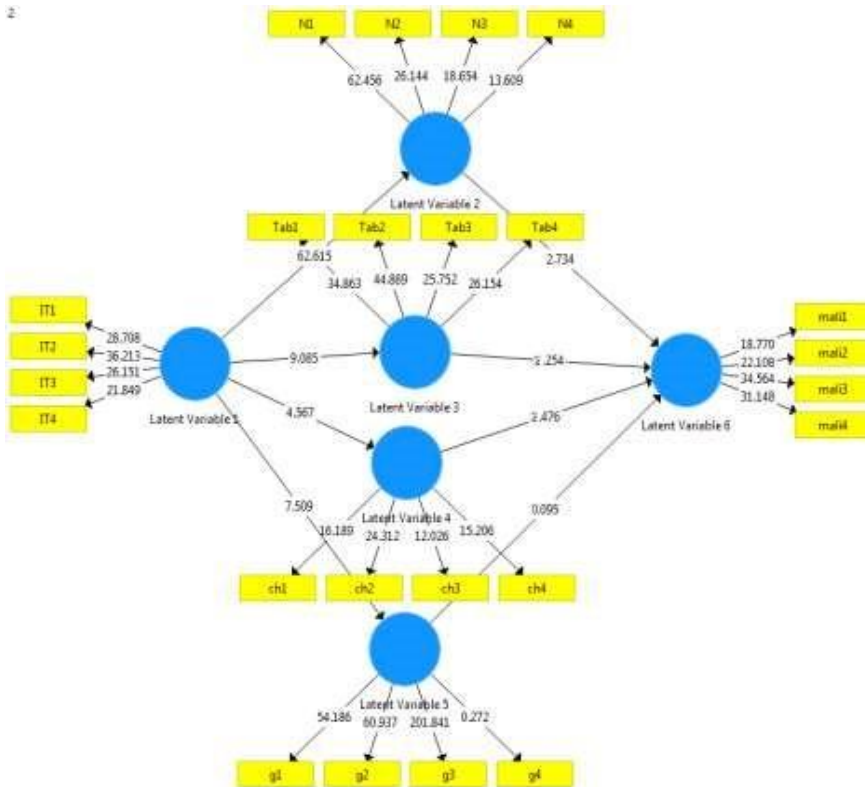 2
N1 N2 N3 N4
62.456 26.144 18.654 13.609
Latent Variable 2
Tab1 Tab2 Tab3 Tab4
62.615 34.863 44.889 25.752 26.154 2.734
IT1
IT2
IT3
IT4
28.708
36.213
26.151
21.849
Latent Variable 1
9.085
Latent Variable 3
.254
4.567
.476
mali1
mali2
mali3
mali4
18.770
22.108
34.564
31.148
Latent Variable 6
7.509
Latent Variable 4
0.095
16.189 24.312 12.026 15.206
ch1 ch2 ch3 ch4
Latent Variable 5
54.186 60.937 201.841 0.272
g1 g2 g3 g4